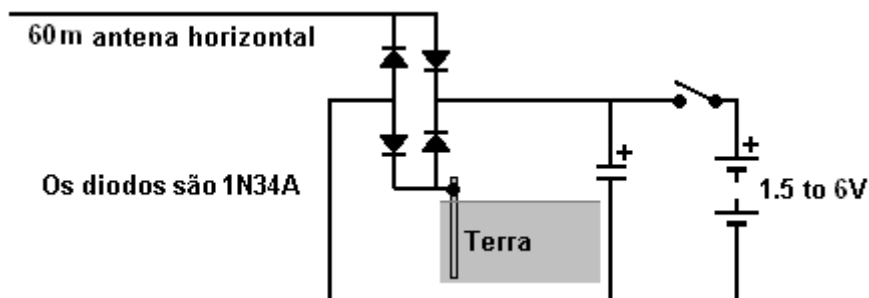 60m antena horizontal
+
+
Os diodos são 1N34A
1.5 to 6V
Terra